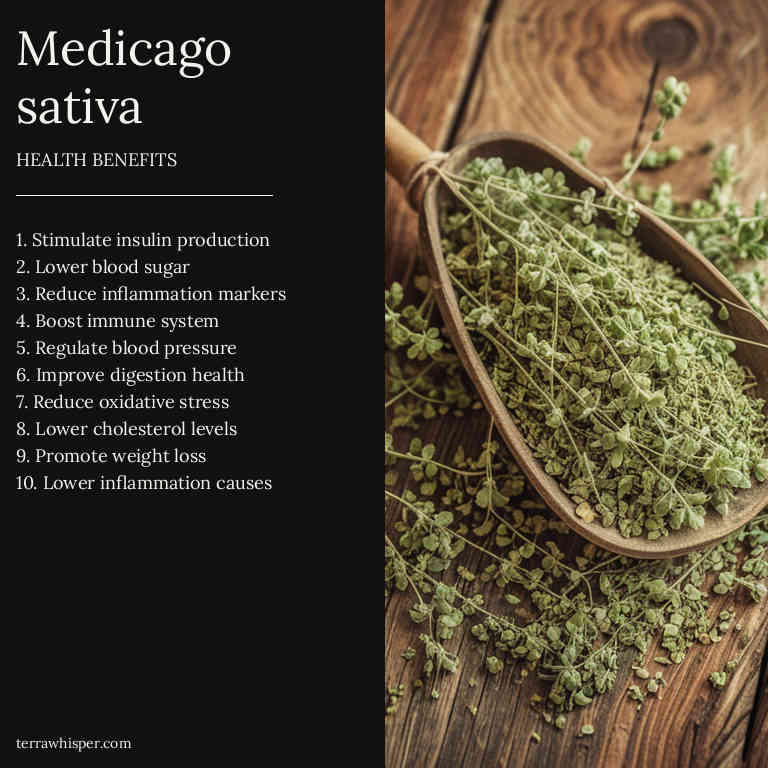 Medicago
sativa
HEALTH BENEFITS
1. Stimulate insulin production
2. Lower blood sugar
3. Reduce inflammation markers
4. Boost immune system
5. Regulate blood pressure
6. Improve digestion health
7. Reduce oxidative stress
8. Lower cholesterol levels
9. Promote weight loss
10. Lower inflammation causes
terrawhisper.com